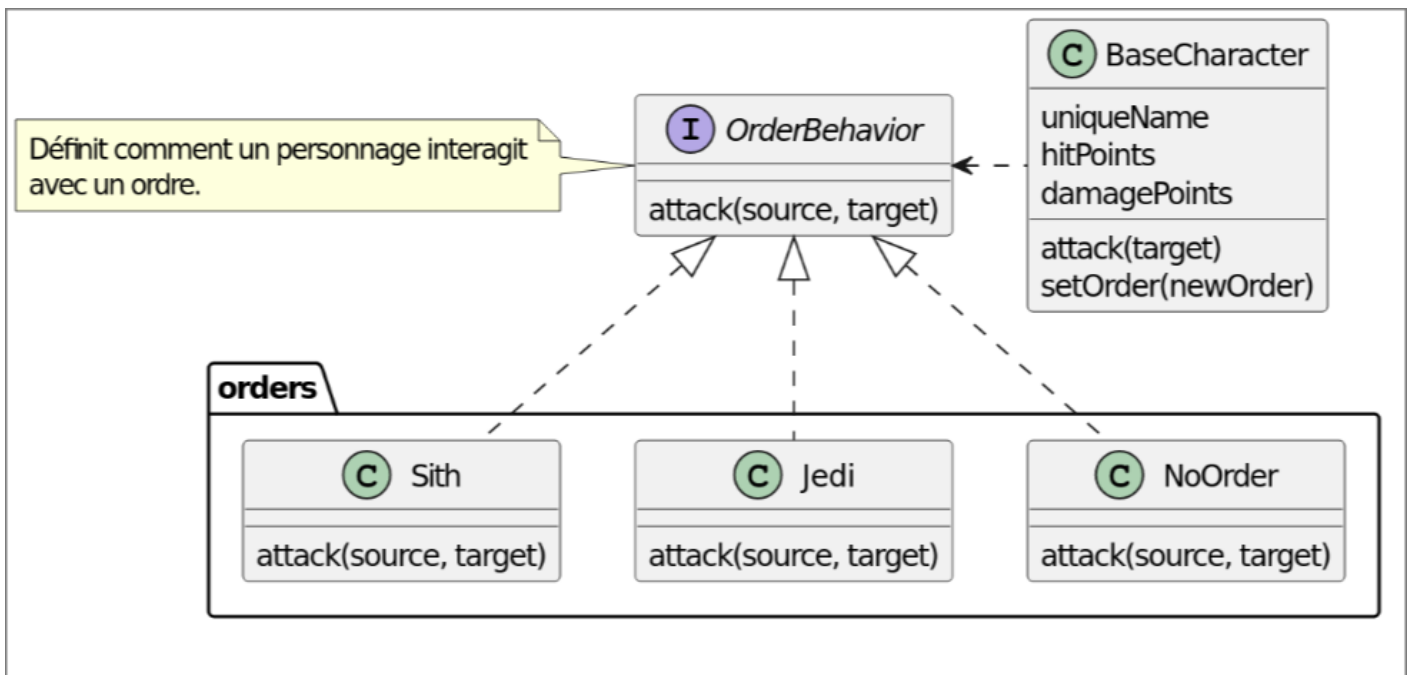 C BaseCharacter
uniqueName
hitPoints
damagePoints
attack(target)
setOrder(newOrder)
I OrderBehavior
attack(source, target)
Définit comment un personnage interagit
avec un ordre.
orders
C Sith
attack(source, target)
C Jedi
attack(source, target)
C NoOrder
attack(source, target)